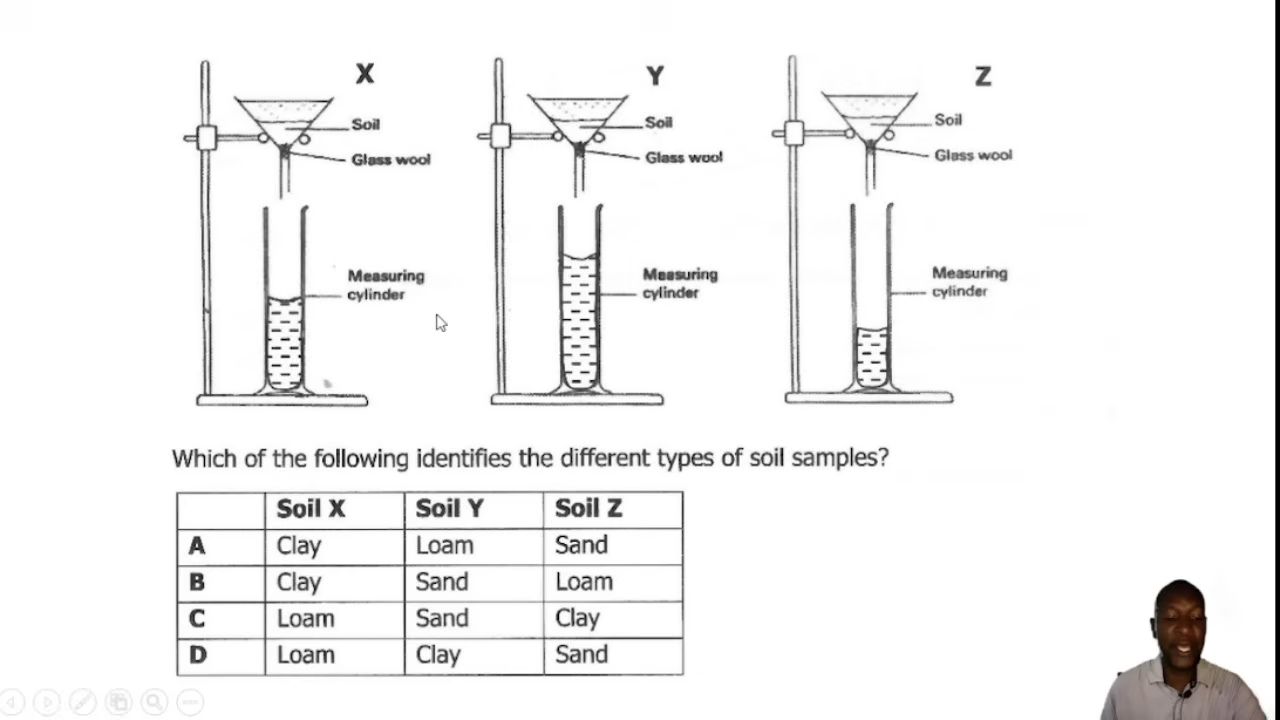 X
Soil
Glass wool
Measuring
cylinder
Y
Soil
Glass wool
Measuring
cylinder
Z
Soil
Glass wool
Measuring
cylinder
Which of the following identifies the different types of soil samples?
Soil X Soil Y Soil Z
A Clay Loam Sand
B Clay Sand Loam
C Loam Sand Clay
D Loam Clay Sand